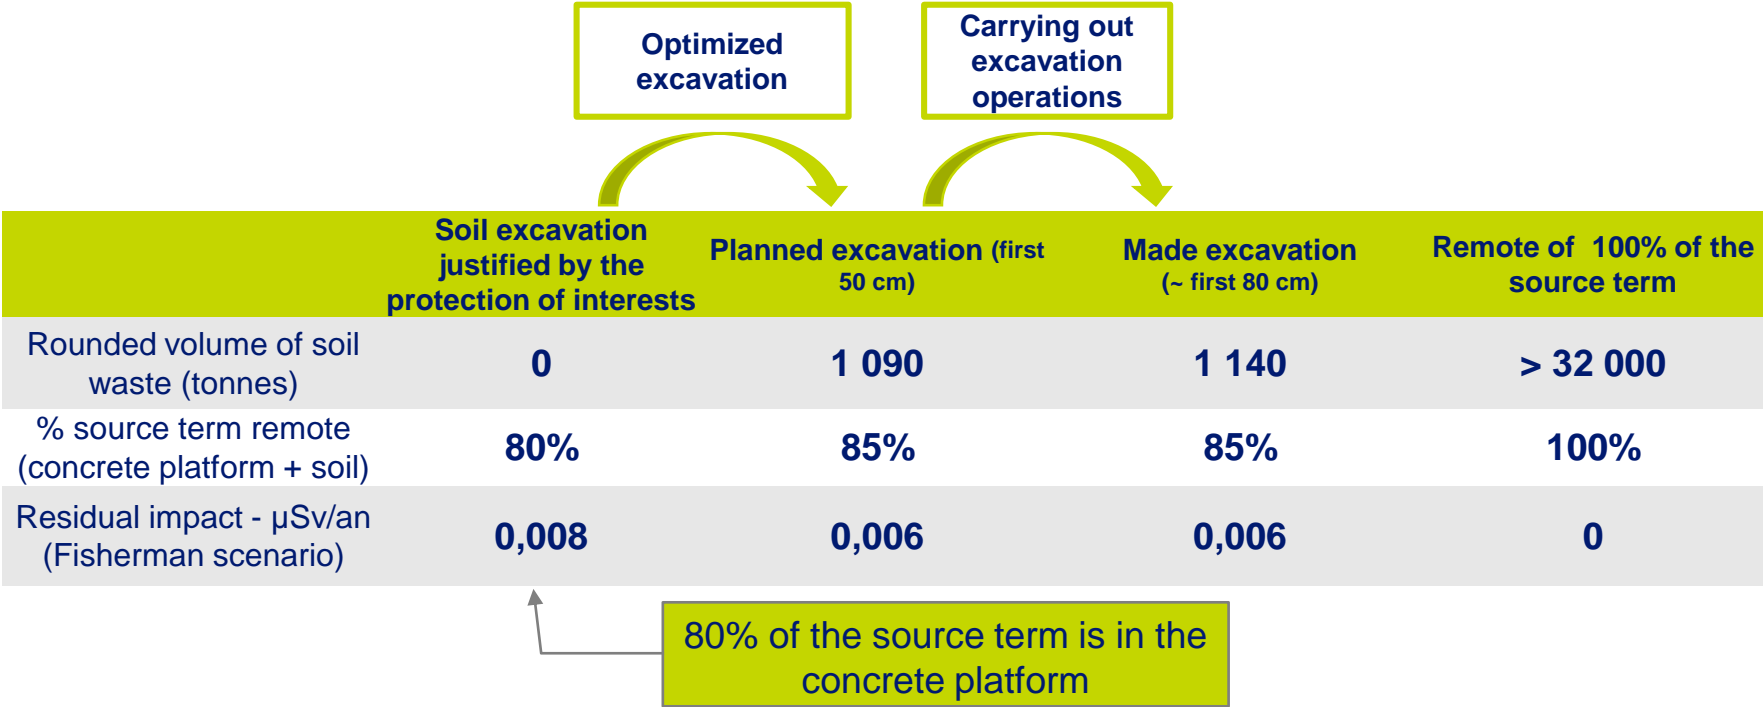 Optimized
excavation
Carrying out
excavation
operations
Soil excavation
justified by the
protection of interests
Planned excavation (first
50 cm)
Made excavation
(~ first 80 cm)
Remote of  100% of the
source term
Rounded volume of soil
waste (tonnes)
0
1 090
1 140
> 32 000
% source term remote
(concrete platform + soil)
80%
85%
85%
100%
Residual impact - µSv/an
(Fisherman scenario)
0,008
0,006
0,006
0
80% of the source term is in the
concrete platform